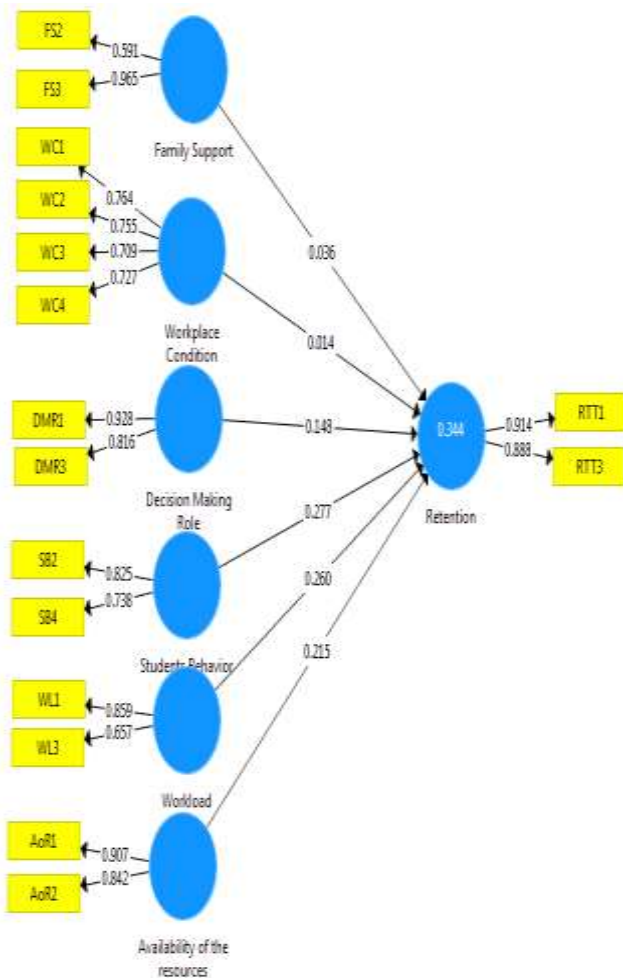 FS2
0.591
0.965
FS3
Family Support
WC1
0.764
WC2
0.755
WC3
0.709
0.727
WC4
0.036
Workplace
Condition
0.014
DMR1
0.928
0.816
DMR3
0.148
Decision Making
Role
0.344
Retention
0.914
RTT1
0.888
RTT3
SB2
0.825
0.738
SB4
0.277
Students Behavior
0.260
WL1
0.859
0.657
WL3
Workload
0.215
AoR1
0.907
0.842
AoR2
Availability of the
resources